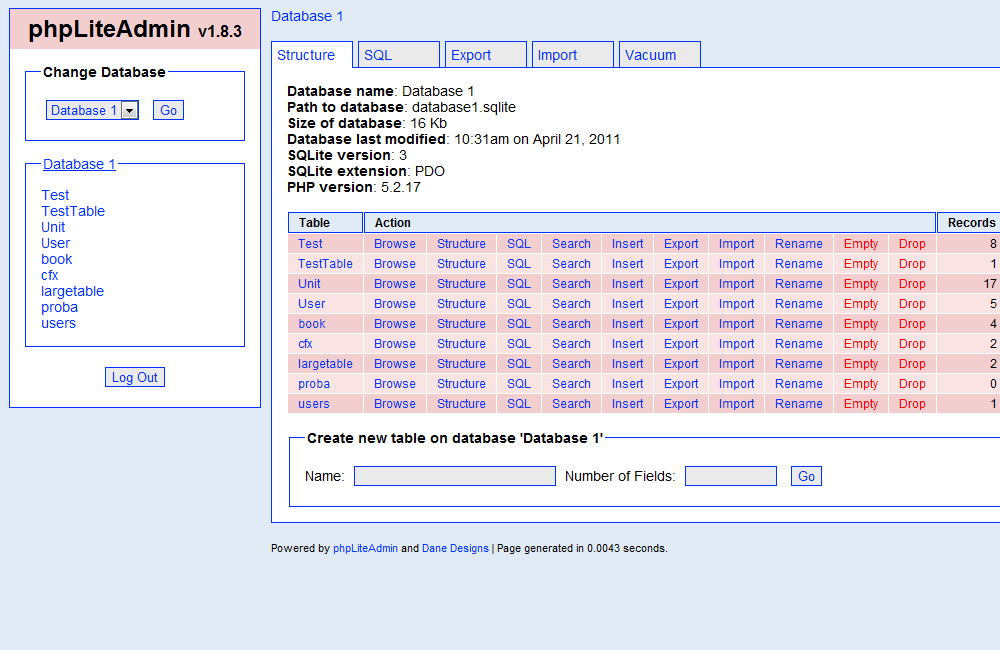 phpLiteAdmin v1.8.3
Change Database
Database 1 Go
Database 1
Test
TestTable
Unit
User
book
cfx
largetable
proba
users
Log Out
Database 1
Structure SQL Export Import Vacuum
Database name: Database 1
Path to database: database1.sqlite
Size of database: 16 Kb
Database last modified: 10:31am on April 21, 2011
SQLite version: 3
SQLite extension: PDO
PHP version: 5.2.17
Table Action Records
Test Browse Structure SQL Search Insert Export Import Rename Empty Drop 8
TestTable Browse Structure SQL Search Insert Export Import Rename Empty Drop 1
Unit Browse Structure SQL Search Insert Export Import Rename Empty Drop 17
User Browse Structure SQL Search Insert Export Import Rename Empty Drop 5
book Browse Structure SQL Search Insert Export Import Rename Empty Drop 4
cfx Browse Structure SQL Search Insert Export Import Rename Empty Drop 2
largetable Browse Structure SQL Search Insert Export Import Rename Empty Drop 2
proba Browse Structure SQL Search Insert Export Import Rename Empty Drop 0
users Browse Structure SQL Search Insert Export Import Rename Empty Drop 1
Create new table on database 'Database 1'
Name: Number of Fields: Go
Powered by phpLiteAdmin and Dane Designs | Page generated in 0.0043 seconds.